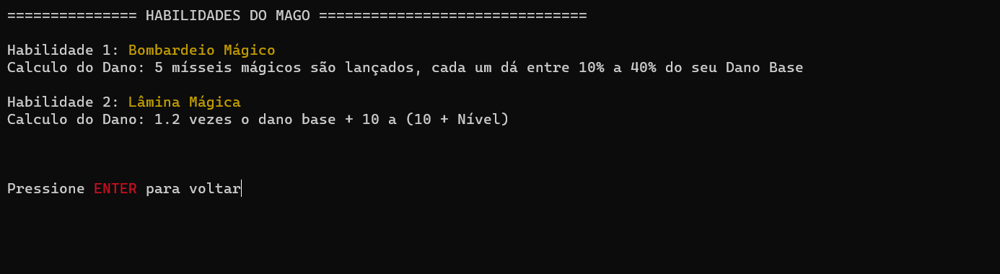 =============== HABILIDADES DO MAGO ===============================
Habilidade 1: Bombardeio Mágico
Calculo do Dano: 5 mísseis mágicos são lançados, cada um dá entre 10% a 40% do seu Dano Base
Habilidade 2: Lâmina Mágica
Calculo do Dano: 1.2 vezes o dano base + 10 a (10 + Nível)
Pressione ENTER para voltar